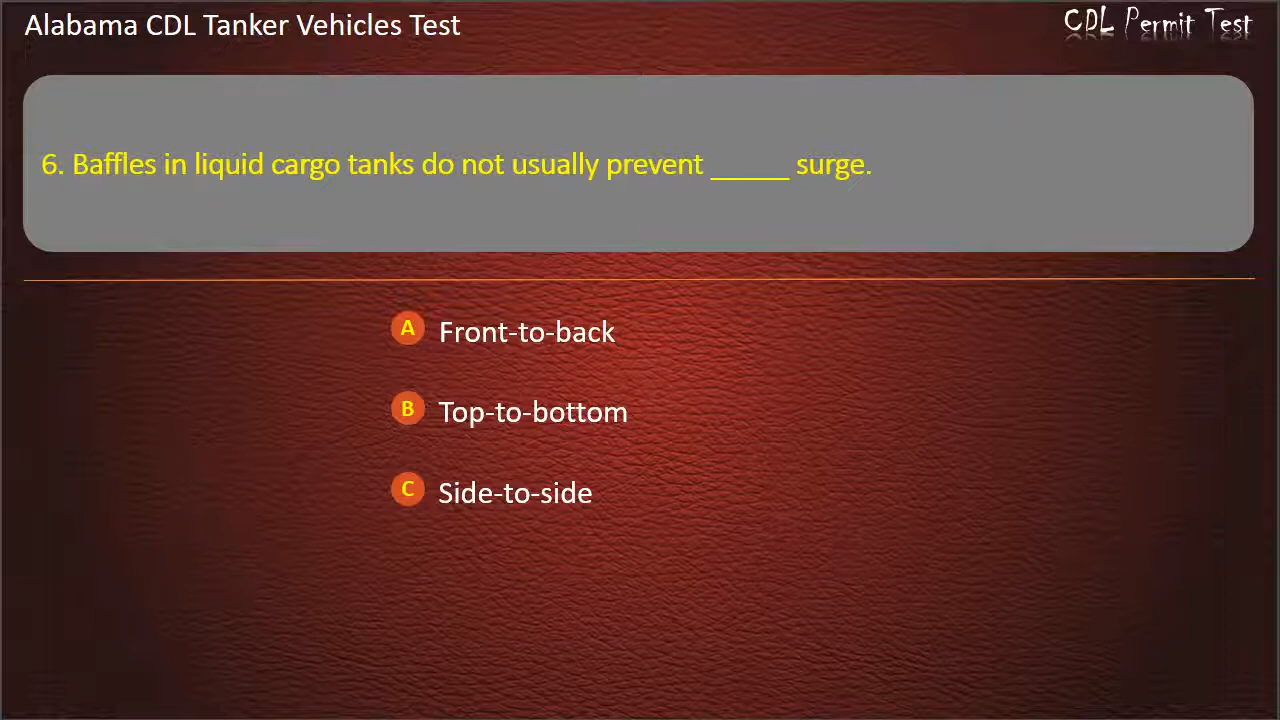 Alabama CDL Tanker Vehicles Test
CDL Permit Test
6. Baffles in liquid cargo tanks do not usually prevent _____ surge.
A Front-to-back
B Top-to-bottom
C Side-to-side